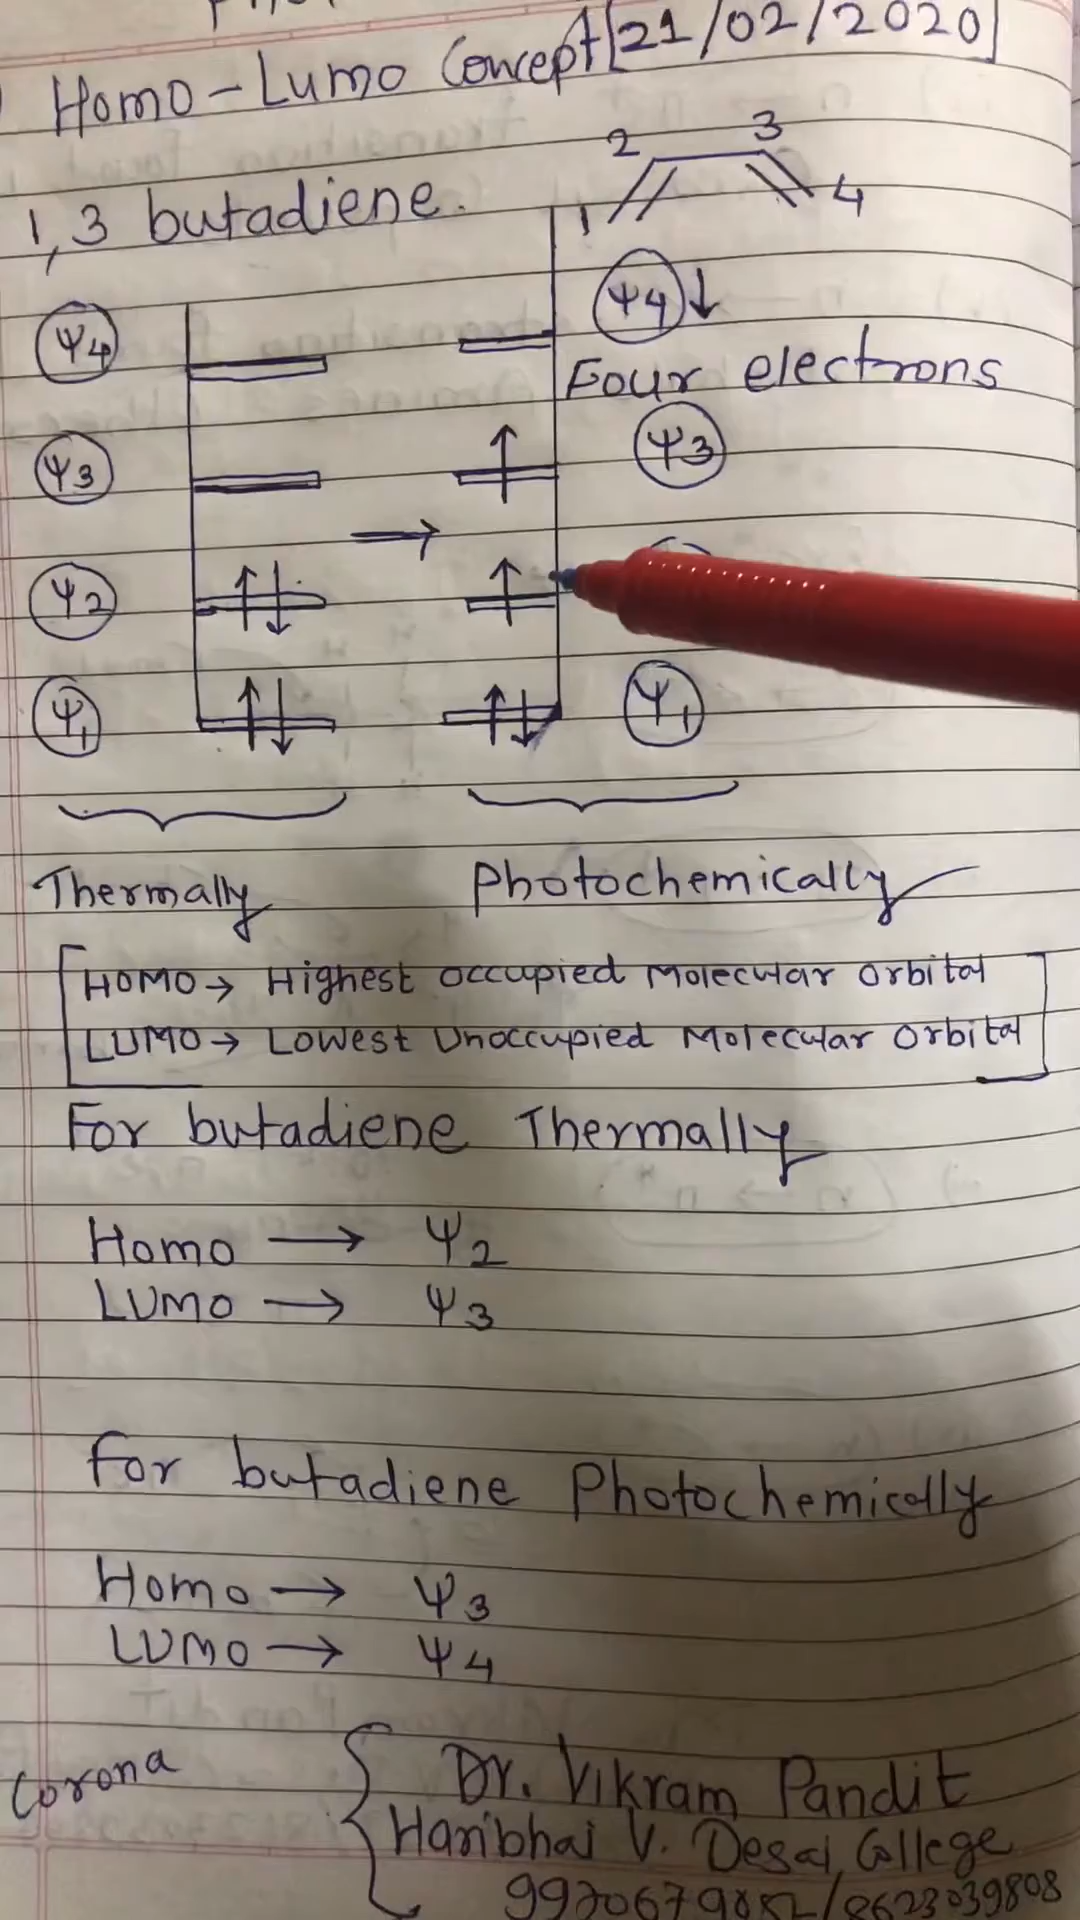 Homo-Lumo Concept [21/02/2020]
1,3 butadiene.
2 3
1 4
Ψ4 Ψ4 ↓
Four electrons
Ψ3 Ψ3
→
Ψ2
Ψ1 Ψ1
Thermally Photochemically
HOMO → Highest Occupied Molecular Orbital
LUMO → Lowest Unoccupied Molecular Orbital
For butadiene Thermally
Homo → Ψ2
LUMO → Ψ3
For butadiene Photochemically
Homo → Ψ3
LUMO → Ψ4
Corona
Dr. Vikram Pandit
Haribhai V. Desai College
/8623039808